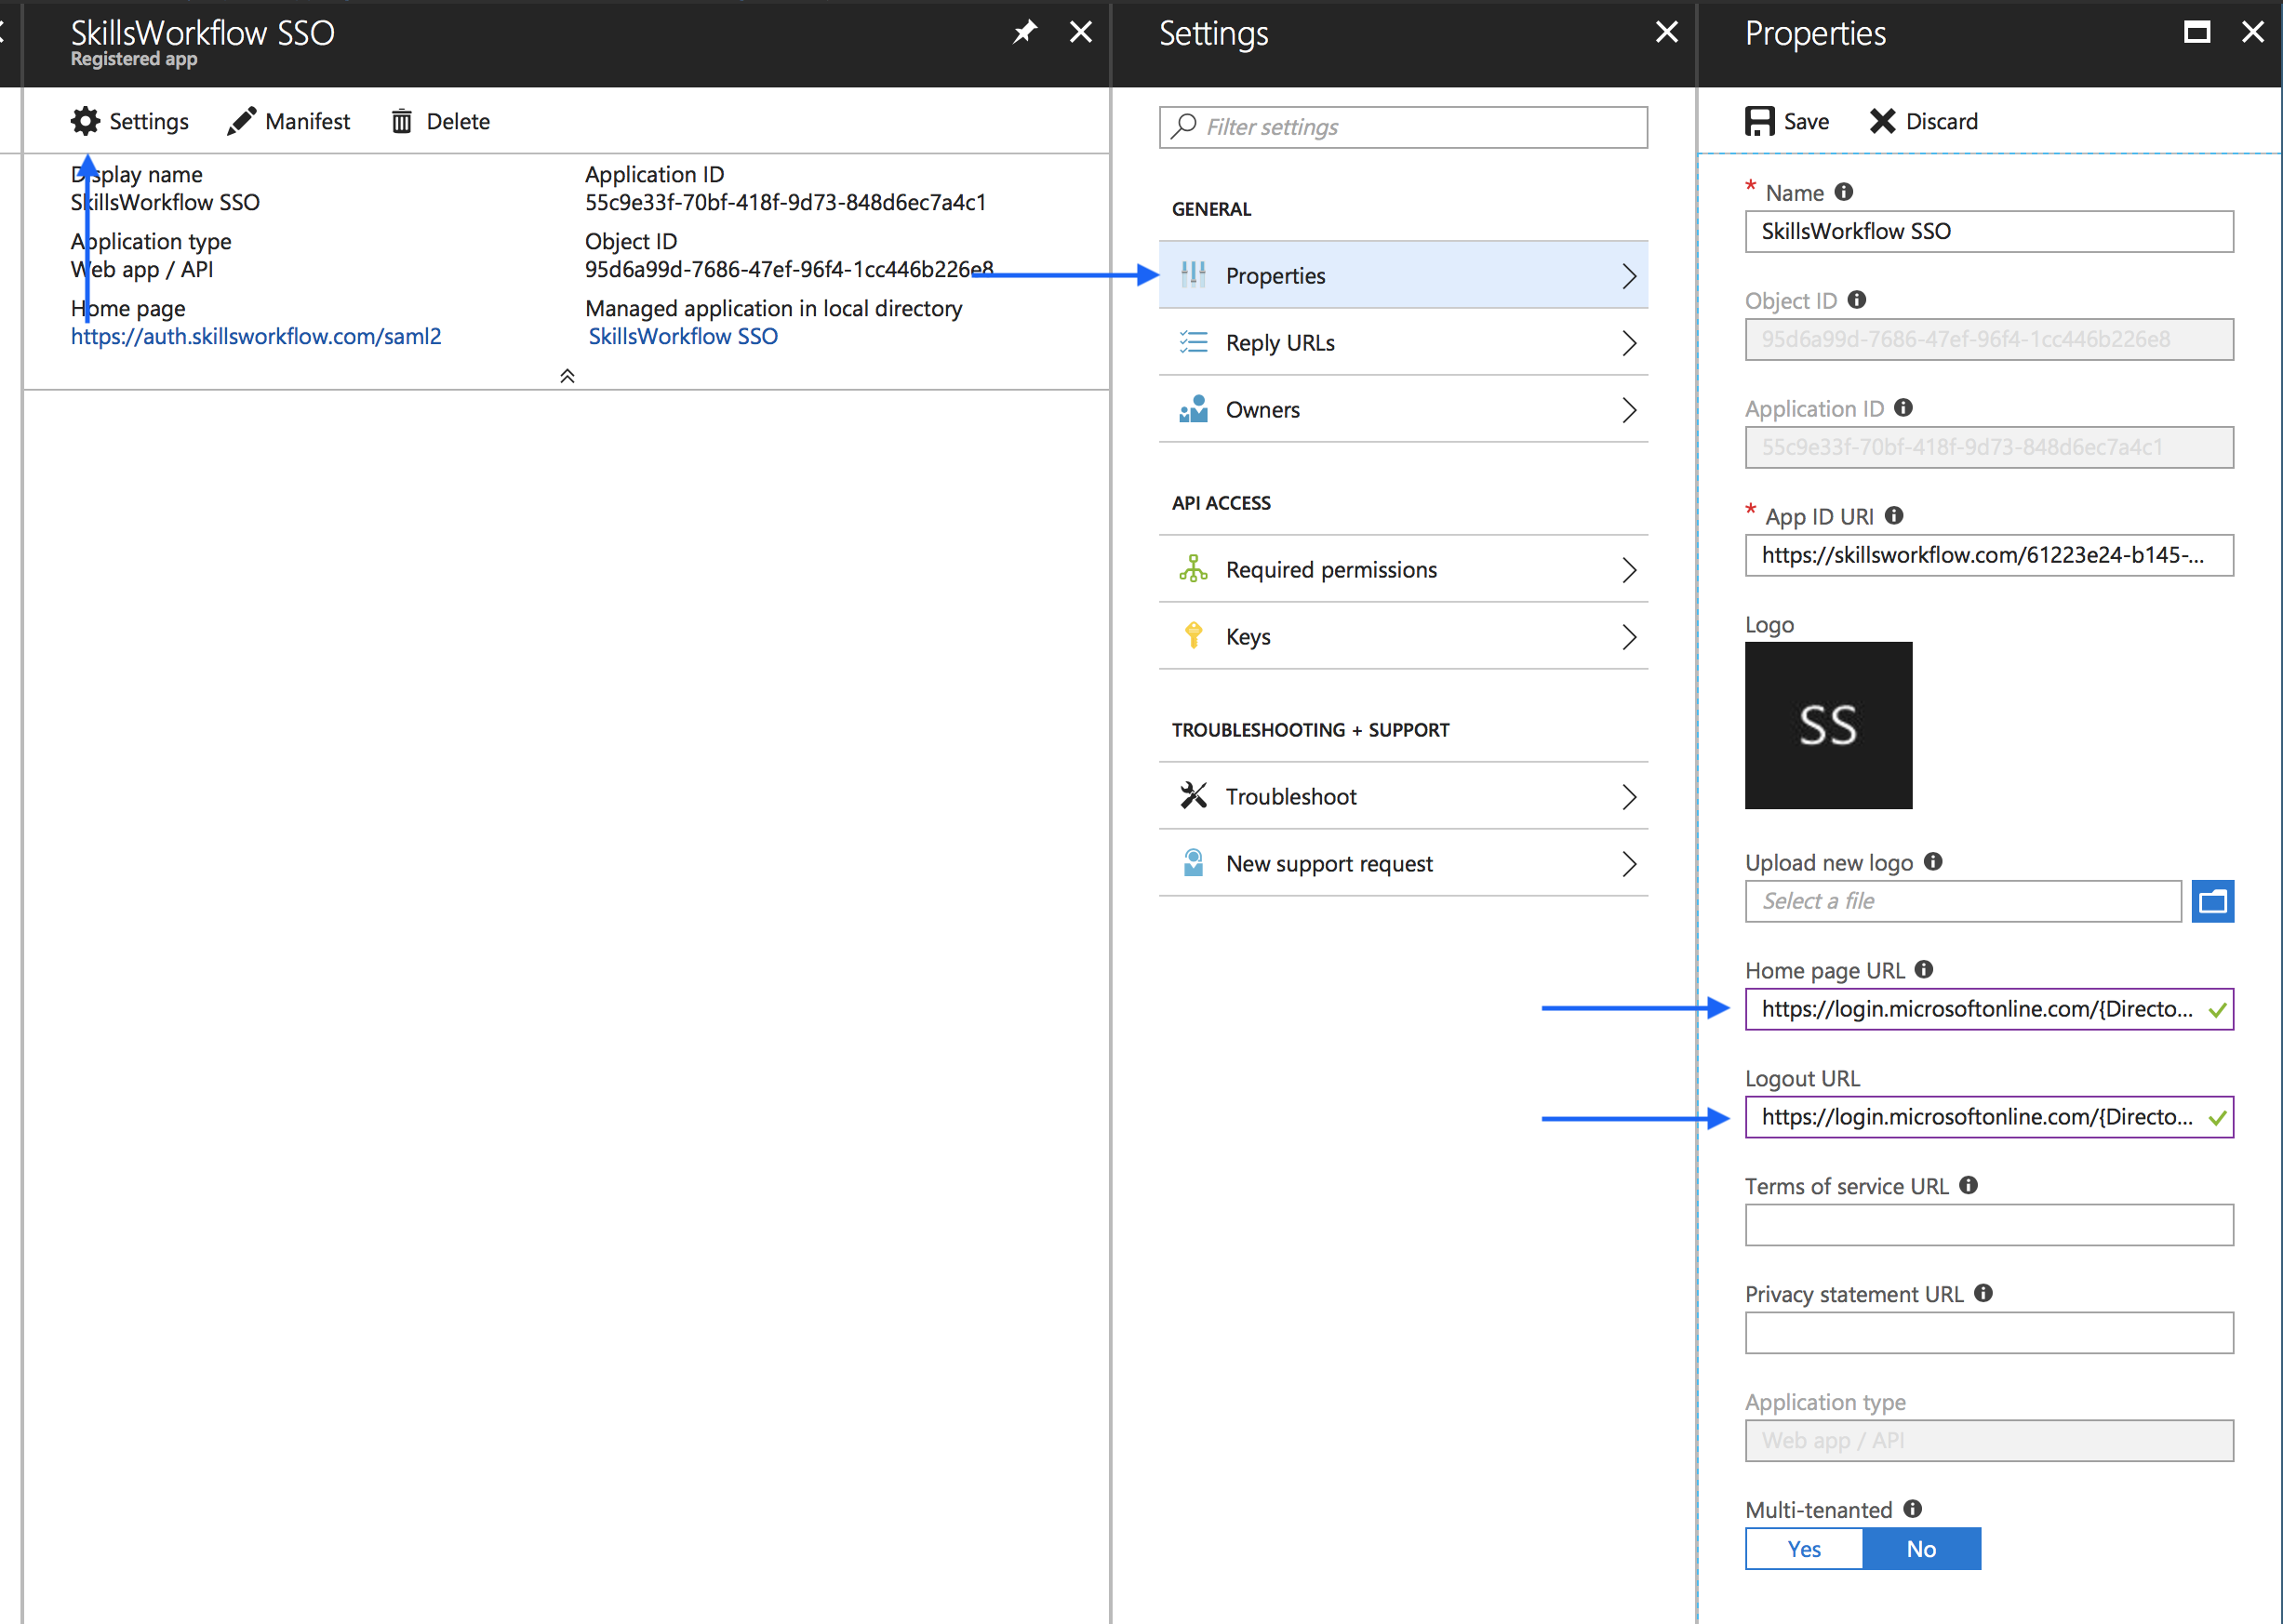 SkillsWorkflow SSO
Registered app
Settings
Manifest
Delete
Display name
SkillsWorkflow SSO
Application type
Web app / API
Home page
https://auth.skillsworkflow.com/saml2
Application ID
55c9e33f-70bf-418f-9d73-848d6ec7a4c1
Object ID
95d6a99d-7686-47ef-96f4-1cc446b226e8
Managed application in local directory
SkillsWorkflow SSO
Settings
Filter settings
GENERAL
Properties
Reply URLs
Owners
API ACCESS
Required permissions
Keys
TROUBLESHOOTING + SUPPORT
Troubleshoot
New support request
Properties
Save
Discard
* Name
SkillsWorkflow SSO
Object ID
95d6a99d-7686-47ef-96f4-1cc446b226e8
Application ID
55c9e33f-70bf-418f-9d73-848d6ec7a4c1
* App ID URI
https://skillsworkflow.com/61223e24-b145-...
Logo
SS
Upload new logo
Select a file
Home page URL
https://login.microsoftonline.com/{Directo...
Logout URL
https://login.microsoftonline.com/{Directo...
Terms of service URL
Privacy statement URL
Application type
Web app / API
Multi-tenanted
Yes
No